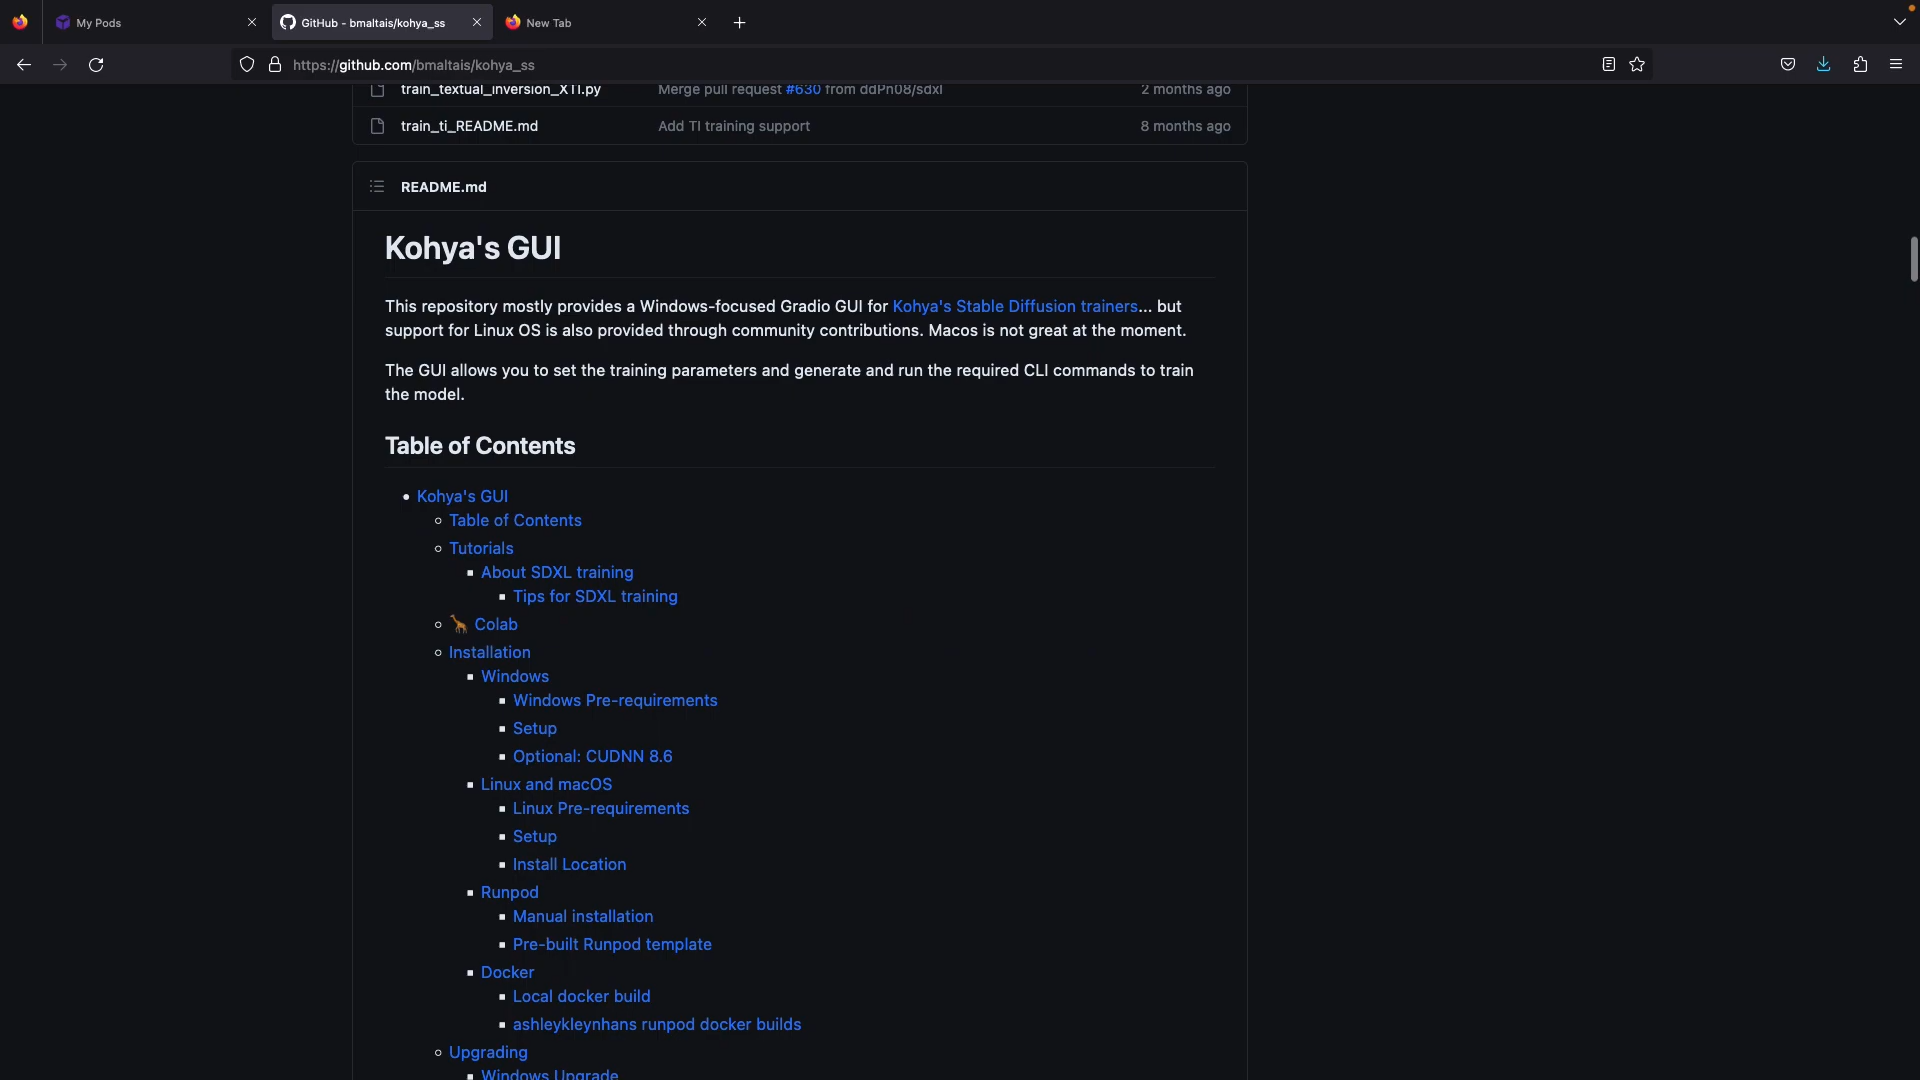 My Pods
GitHub - bmaltais/kohya_ss
New Tab
https://github.com/bmaltais/kohya_ss
train_textual_inversion_XTI.py Merge pull request #630 from ddPn08/sdxl 2 months ago
train_ti_README.md Add TI training support 8 months ago
README.md
Kohya's GUI
This repository mostly provides a Windows-focused Gradio GUI for Kohya's Stable Diffusion trainers... but
support for Linux OS is also provided through community contributions. Macos is not great at the moment.
The GUI allows you to set the training parameters and generate and run the required CLI commands to train
the model.
Table of Contents
Kohya's GUI
Table of Contents
Tutorials
About SDXL training
Tips for SDXL training
🦒 Colab
Installation
Windows
Windows Pre-requirements
Setup
Optional: CUDNN 8.6
Linux and macOS
Linux Pre-requirements
Setup
Install Location
Runpod
Manual installation
Pre-built Runpod template
Docker
Local docker build
ashleykleynhans runpod docker builds
Upgrading
Windows Upgrade